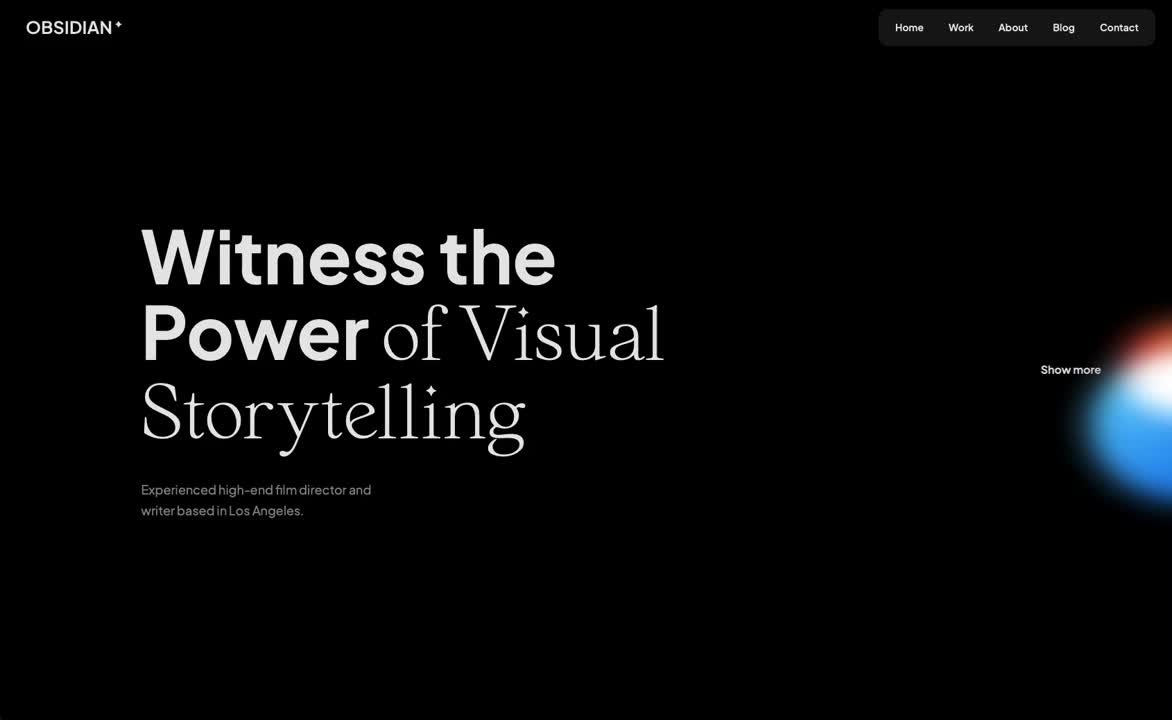 OBSIDIAN
Home Work About Blog Contact
Witness the
Power of Visual
Storytelling
Show more
Experienced high-end film director and
writer based in Los Angeles.